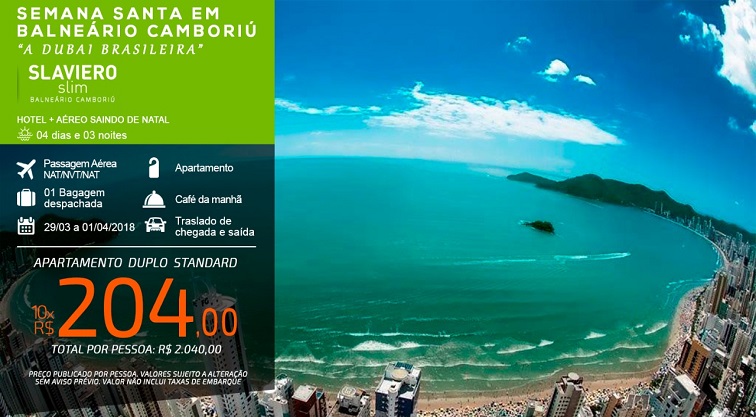 SEMANA SANTA EM
BALNEÁRIO CAMBORIÚ
"A DUBAI BRASILEIRA"
SLAVIERO
slim
BALNEÁRIO CAMBORIÚ
HOTEL + AÉREO SAINDO DE NATAL
04 dias e 03 noites
Passagem Aérea
NAT/NVT/NAT
Apartamento
01 Bagagem
despachada
Café da manhã
29/03 a 01/04/2018
Traslado de
chegada e saída
APARTAMENTO DUPLO STANDARD
10x
R$ 204,00
TOTAL POR PESSOA: R$ 2.040,00
PREÇO PUBLICADO POR PESSOA. VALORES SUJEITO A ALTERAÇÃO
SEM AVISO PRÉVIO. VALOR NÃO INCLUI TAXAS DE EMBARQUE